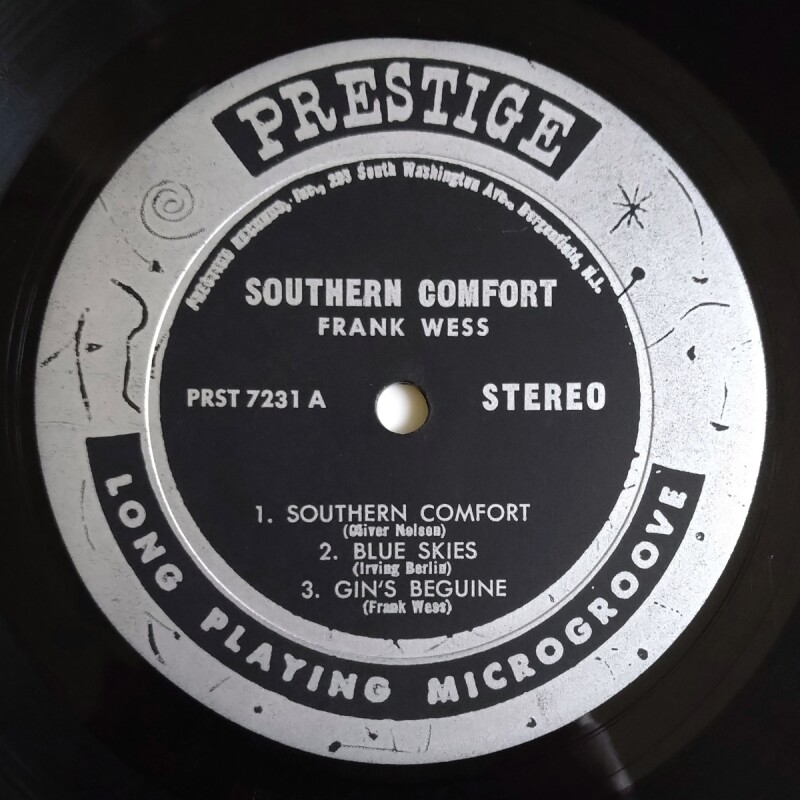 PRESTIGE
PRESTIGE RECORDS, Inc., 203 South Washington Ave., Bergenfield, N.J.
SOUTHERN COMFORT
FRANK WESS
PRST 7231 A
STEREO
1. SOUTHERN COMFORT
(Oliver Nelson)
2. BLUE SKIES
(Irving Berlin)
3. GIN'S BEGUINE
(Frank Wess)
LONG PLAYING MICROGROOVE